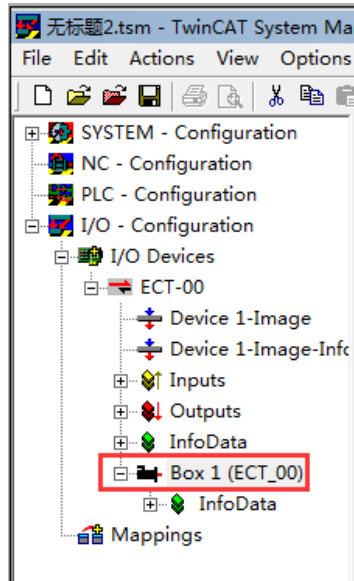 无标题2.tsm - TwinCAT System Ma
File Edit Actions View Options
SYSTEM - Configuration
NC - Configuration
PLC - Configuration
I/O - Configuration
I/O Devices
ECT-00
Device 1-Image
Device 1-Image-Info
Inputs
Outputs
InfoData
Box 1 (ECT_00)
InfoData
Mappings